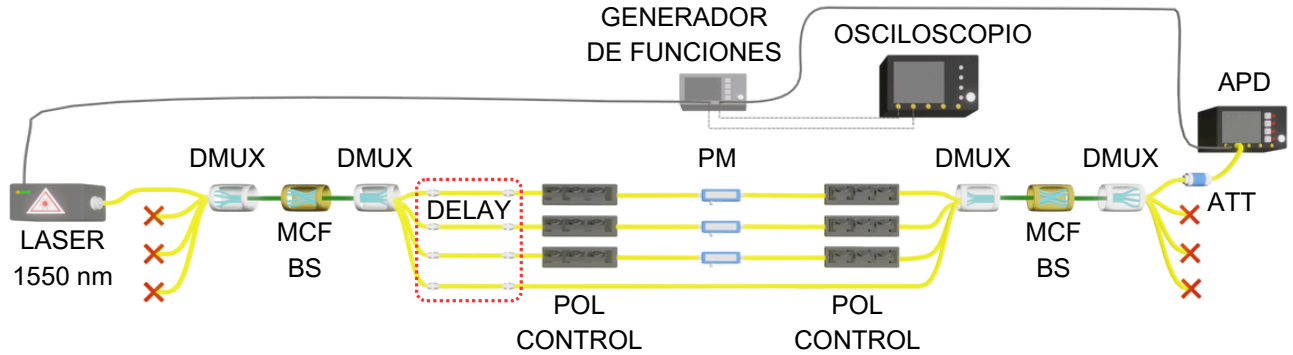 GENERADOR
DE FUNCIONES
OSCILOSCOPIO
APD
DMUX
DMUX
PM
DMUX
DMUX
DELAY
ATT
LASER
1550 nm
MCF
BS
MCF
BS
POL
CONTROL
POL
CONTROL